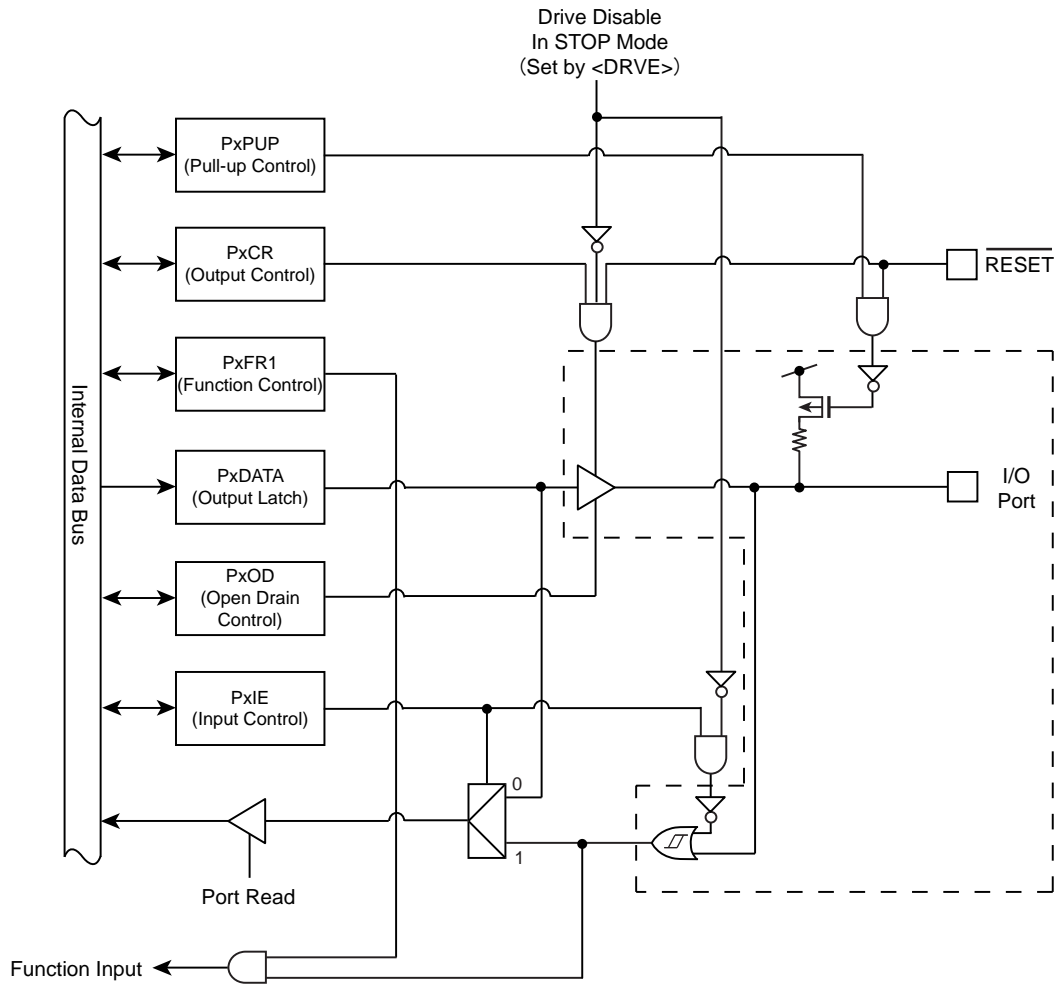 Drive Disable
In STOP Mode
（Set by <DRVE>）
PxPUP
(Pull-up Control)
PxCR
(Output Control)
RESET
PxFR1
(Function Control)
Internal Data Bus
PxDATA
(Output Latch)
I/O
Port
PxOD
(Open Drain
Control)
PxIE
(Input Control)
0
1
Port Read
Function Input